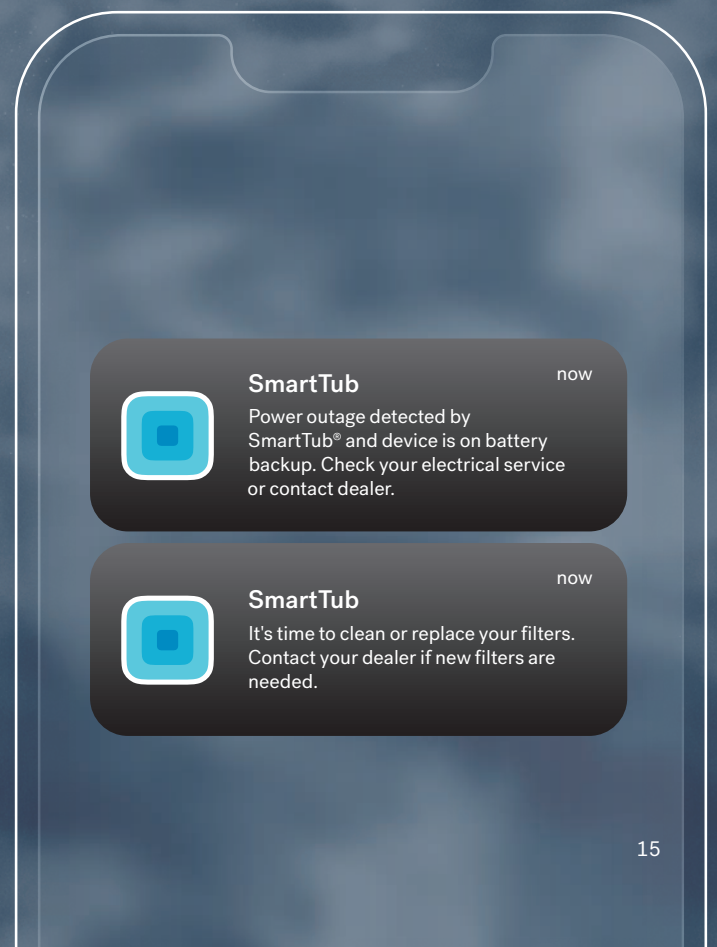 SmartTub
now
Power outage detected by
SmartTub® and device is on battery
backup. Check your electrical service
or contact dealer.
SmartTub
now
It's time to clean or replace your filters.
Contact your dealer if new filters are
needed.
15